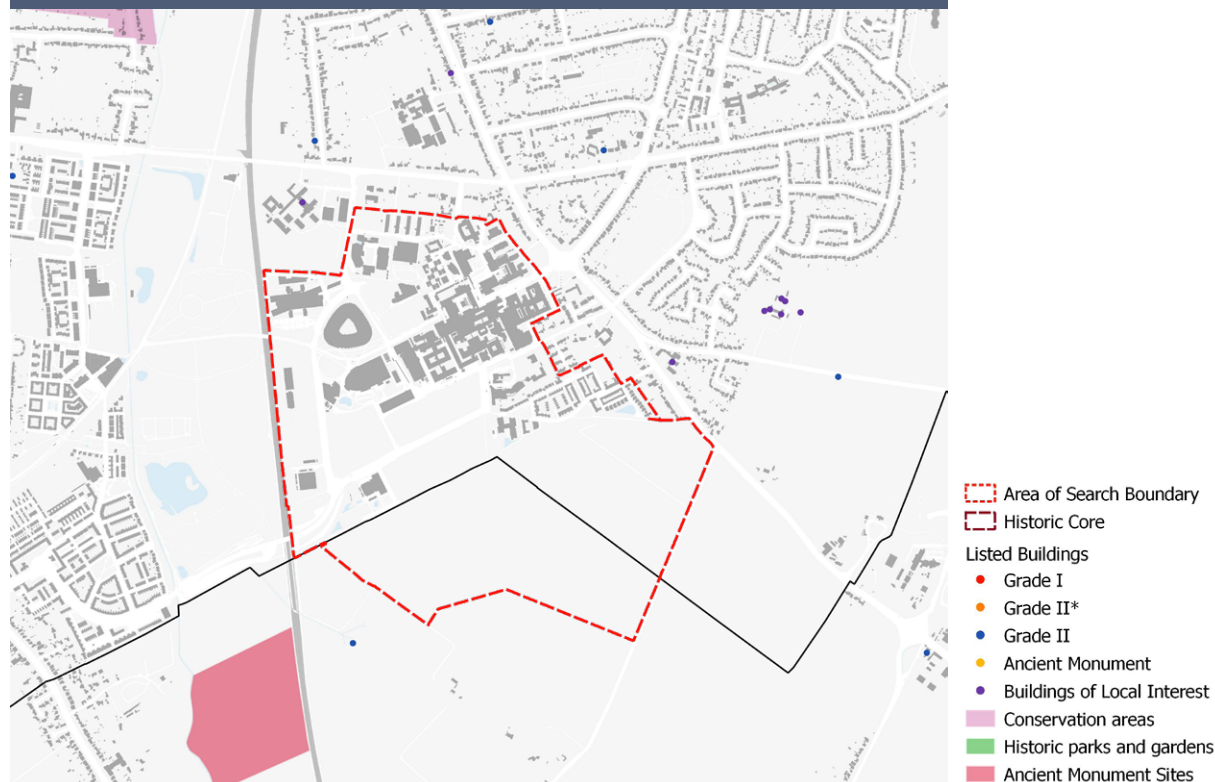 Area of Search Boundary
Historic Core
Listed Buildings
Grade I
Grade II*
Grade II
Ancient Monument
Buildings of Local Interest
Conservation areas
Historic parks and gardens
Ancient Monument Sites